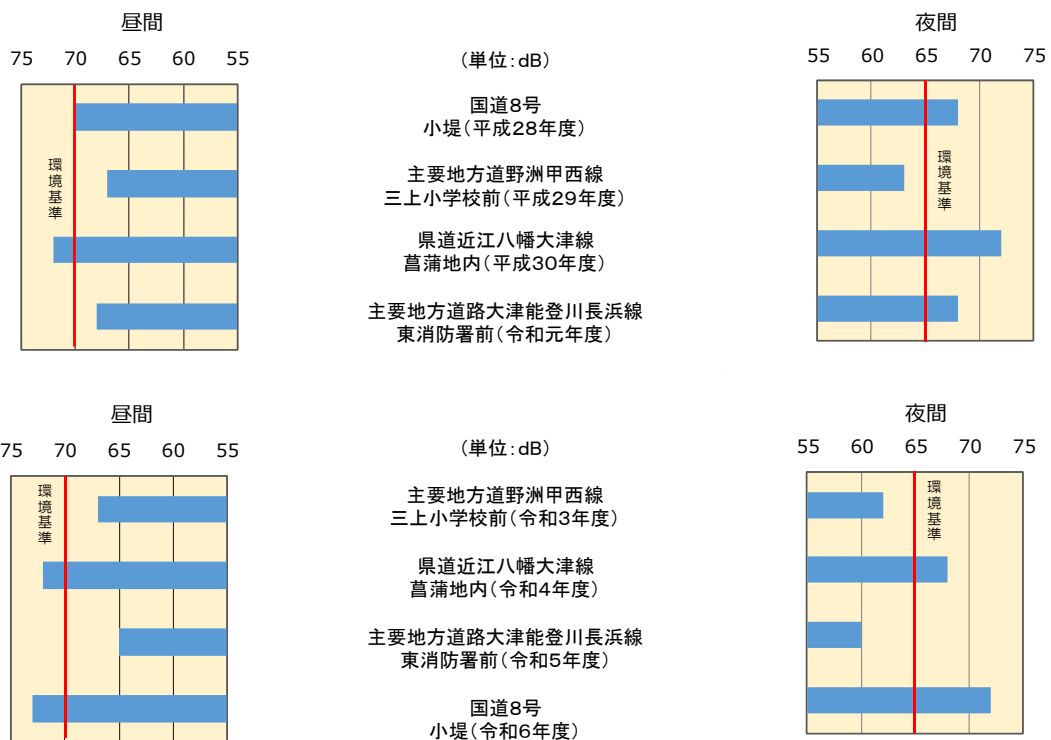 昼間
75 70 65 60 55
環境基準
(単位:dB)
国道8号
小堤(平成28年度)
主要地方道野洲甲西線
三上小学校前(平成29年度)
県道近江八幡大津線
菖蒲地内(平成30年度)
主要地方道路大津能登川長浜線
東消防署前(令和元年度)
夜間
55 60 65 70 75
環境基準
昼間
75 70 65 60 55
環境基準
(単位:dB)
主要地方道野洲甲西線
三上小学校前(令和3年度)
県道近江八幡大津線
菖蒲地内(令和4年度)
主要地方道路大津能登川長浜線
東消防署前(令和5年度)
国道8号
小堤(令和6年度)
夜間
55 60 65 70 75
環境基準